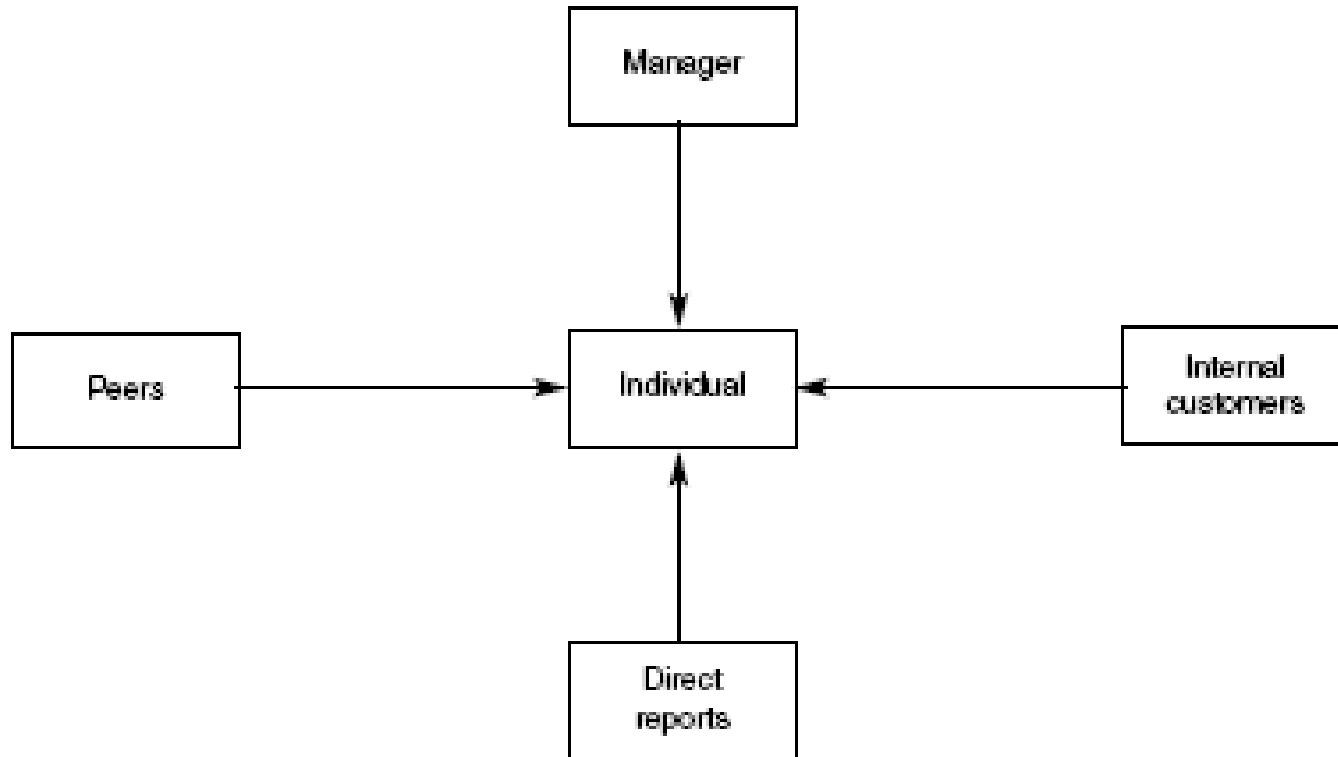 Manager
Peers
Individual
Internal
customers
Direct
reports